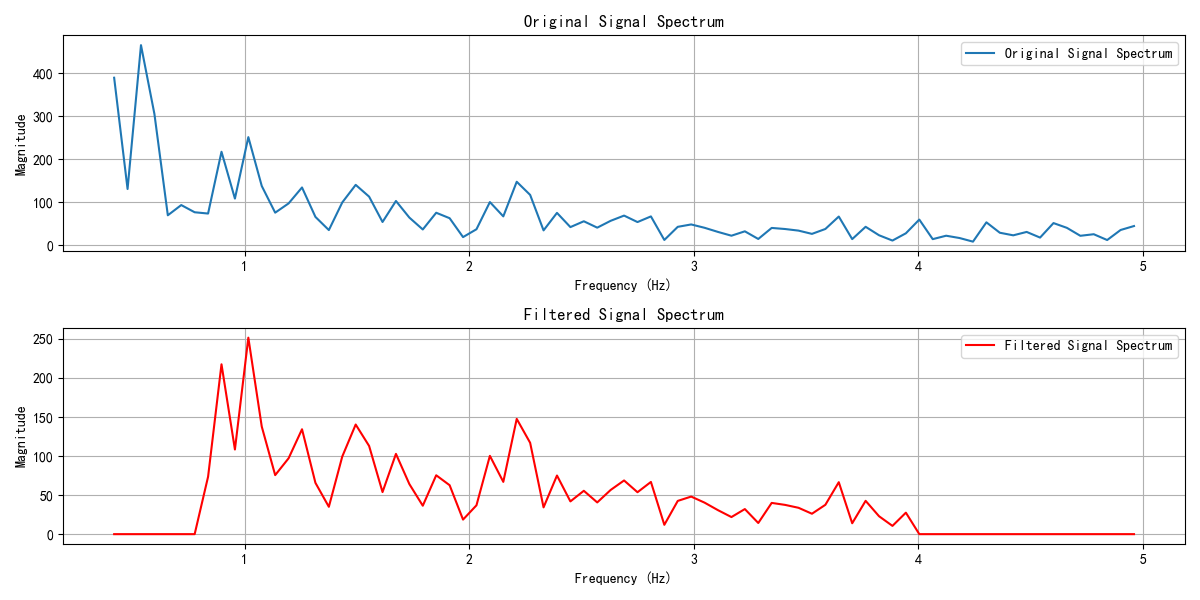 Original Signal Spectrum
Original Signal Spectrum
Magnitude
400
300
200
100
0
1
2
3
4
5
Frequency (Hz)
Filtered Signal Spectrum
Filtered Signal Spectrum
Magnitude
250
200
150
100
50
0
1
2
3
4
5
Frequency (Hz)